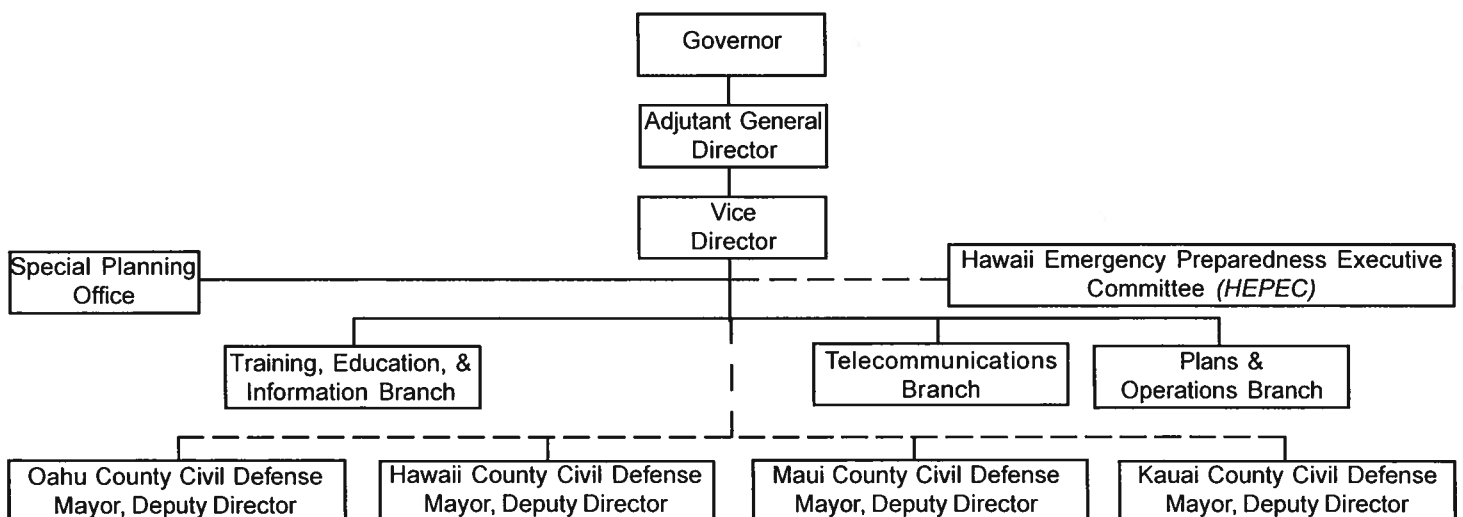 Governor
Adjutant General
Director
Vice
Director
Special Planning
Office
Hawaii Emergency Preparedness Executive
Committee (HEPEC)
Training, Education, &
Information Branch
Telecommunications
Branch
Plans &
Operations Branch
Oahu County Civil Defense
Mayor, Deputy Director
Hawaii County Civil Defense
Mayor, Deputy Director
Maui County Civil Defense
Mayor, Deputy Director
Kauai County Civil Defense
Mayor, Deputy Director